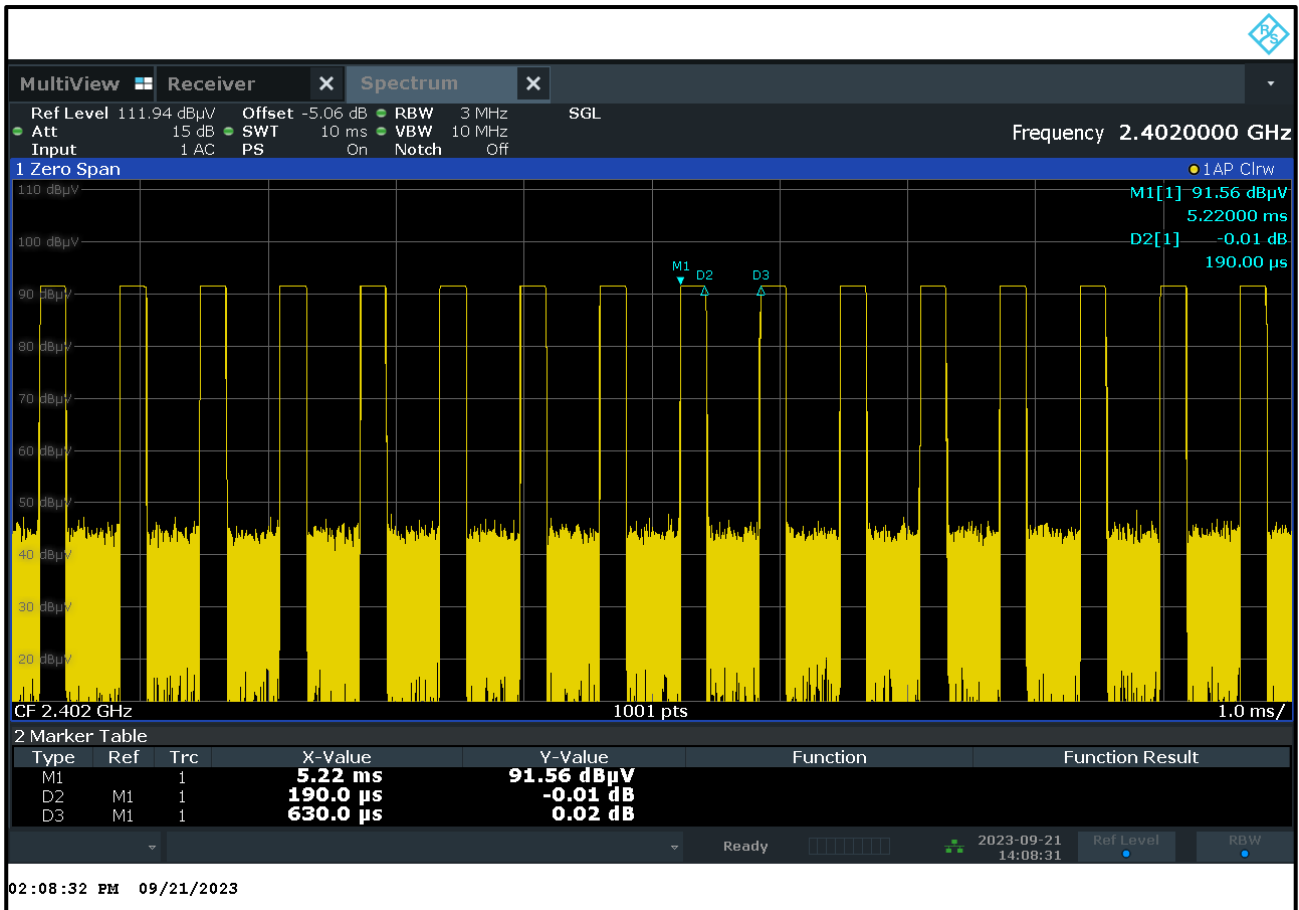 R&S
MultiView Receiver X Spectrum X
Ref Level 111.94 dBµV Offset -5.06 dB RBW 3 MHz SGL
Att 15 dB SWT 10 ms VBW 10 MHz Frequency 2.4020000 GHz
Input 1 AC PS On Notch Off
1 Zero Span 1AP Clrw
110 dBµV M1[1] 91.56 dBµV
5.22000 ms
100 dBµV D2[1] -0.01 dB
190.00 µs
M1 D2 D3
90 dBµV
80 dBµV
70 dBµV
60 dBµV
50 dBµV
40 dBµV
30 dBµV
20 dBµV
CF 2.402 GHz 1001 pts 1.0 ms/
2 Marker Table
Type Ref Trc X-Value Y-Value Function Function Result
M1 1 5.22 ms 91.56 dBµV
D2 M1 1 190.0 µs -0.01 dB
D3 M1 1 630.0 µs 0.02 dB
Ready 2023-09-21 Ref Level RBW
14:08:31
02:08:32 PM 09/21/2023